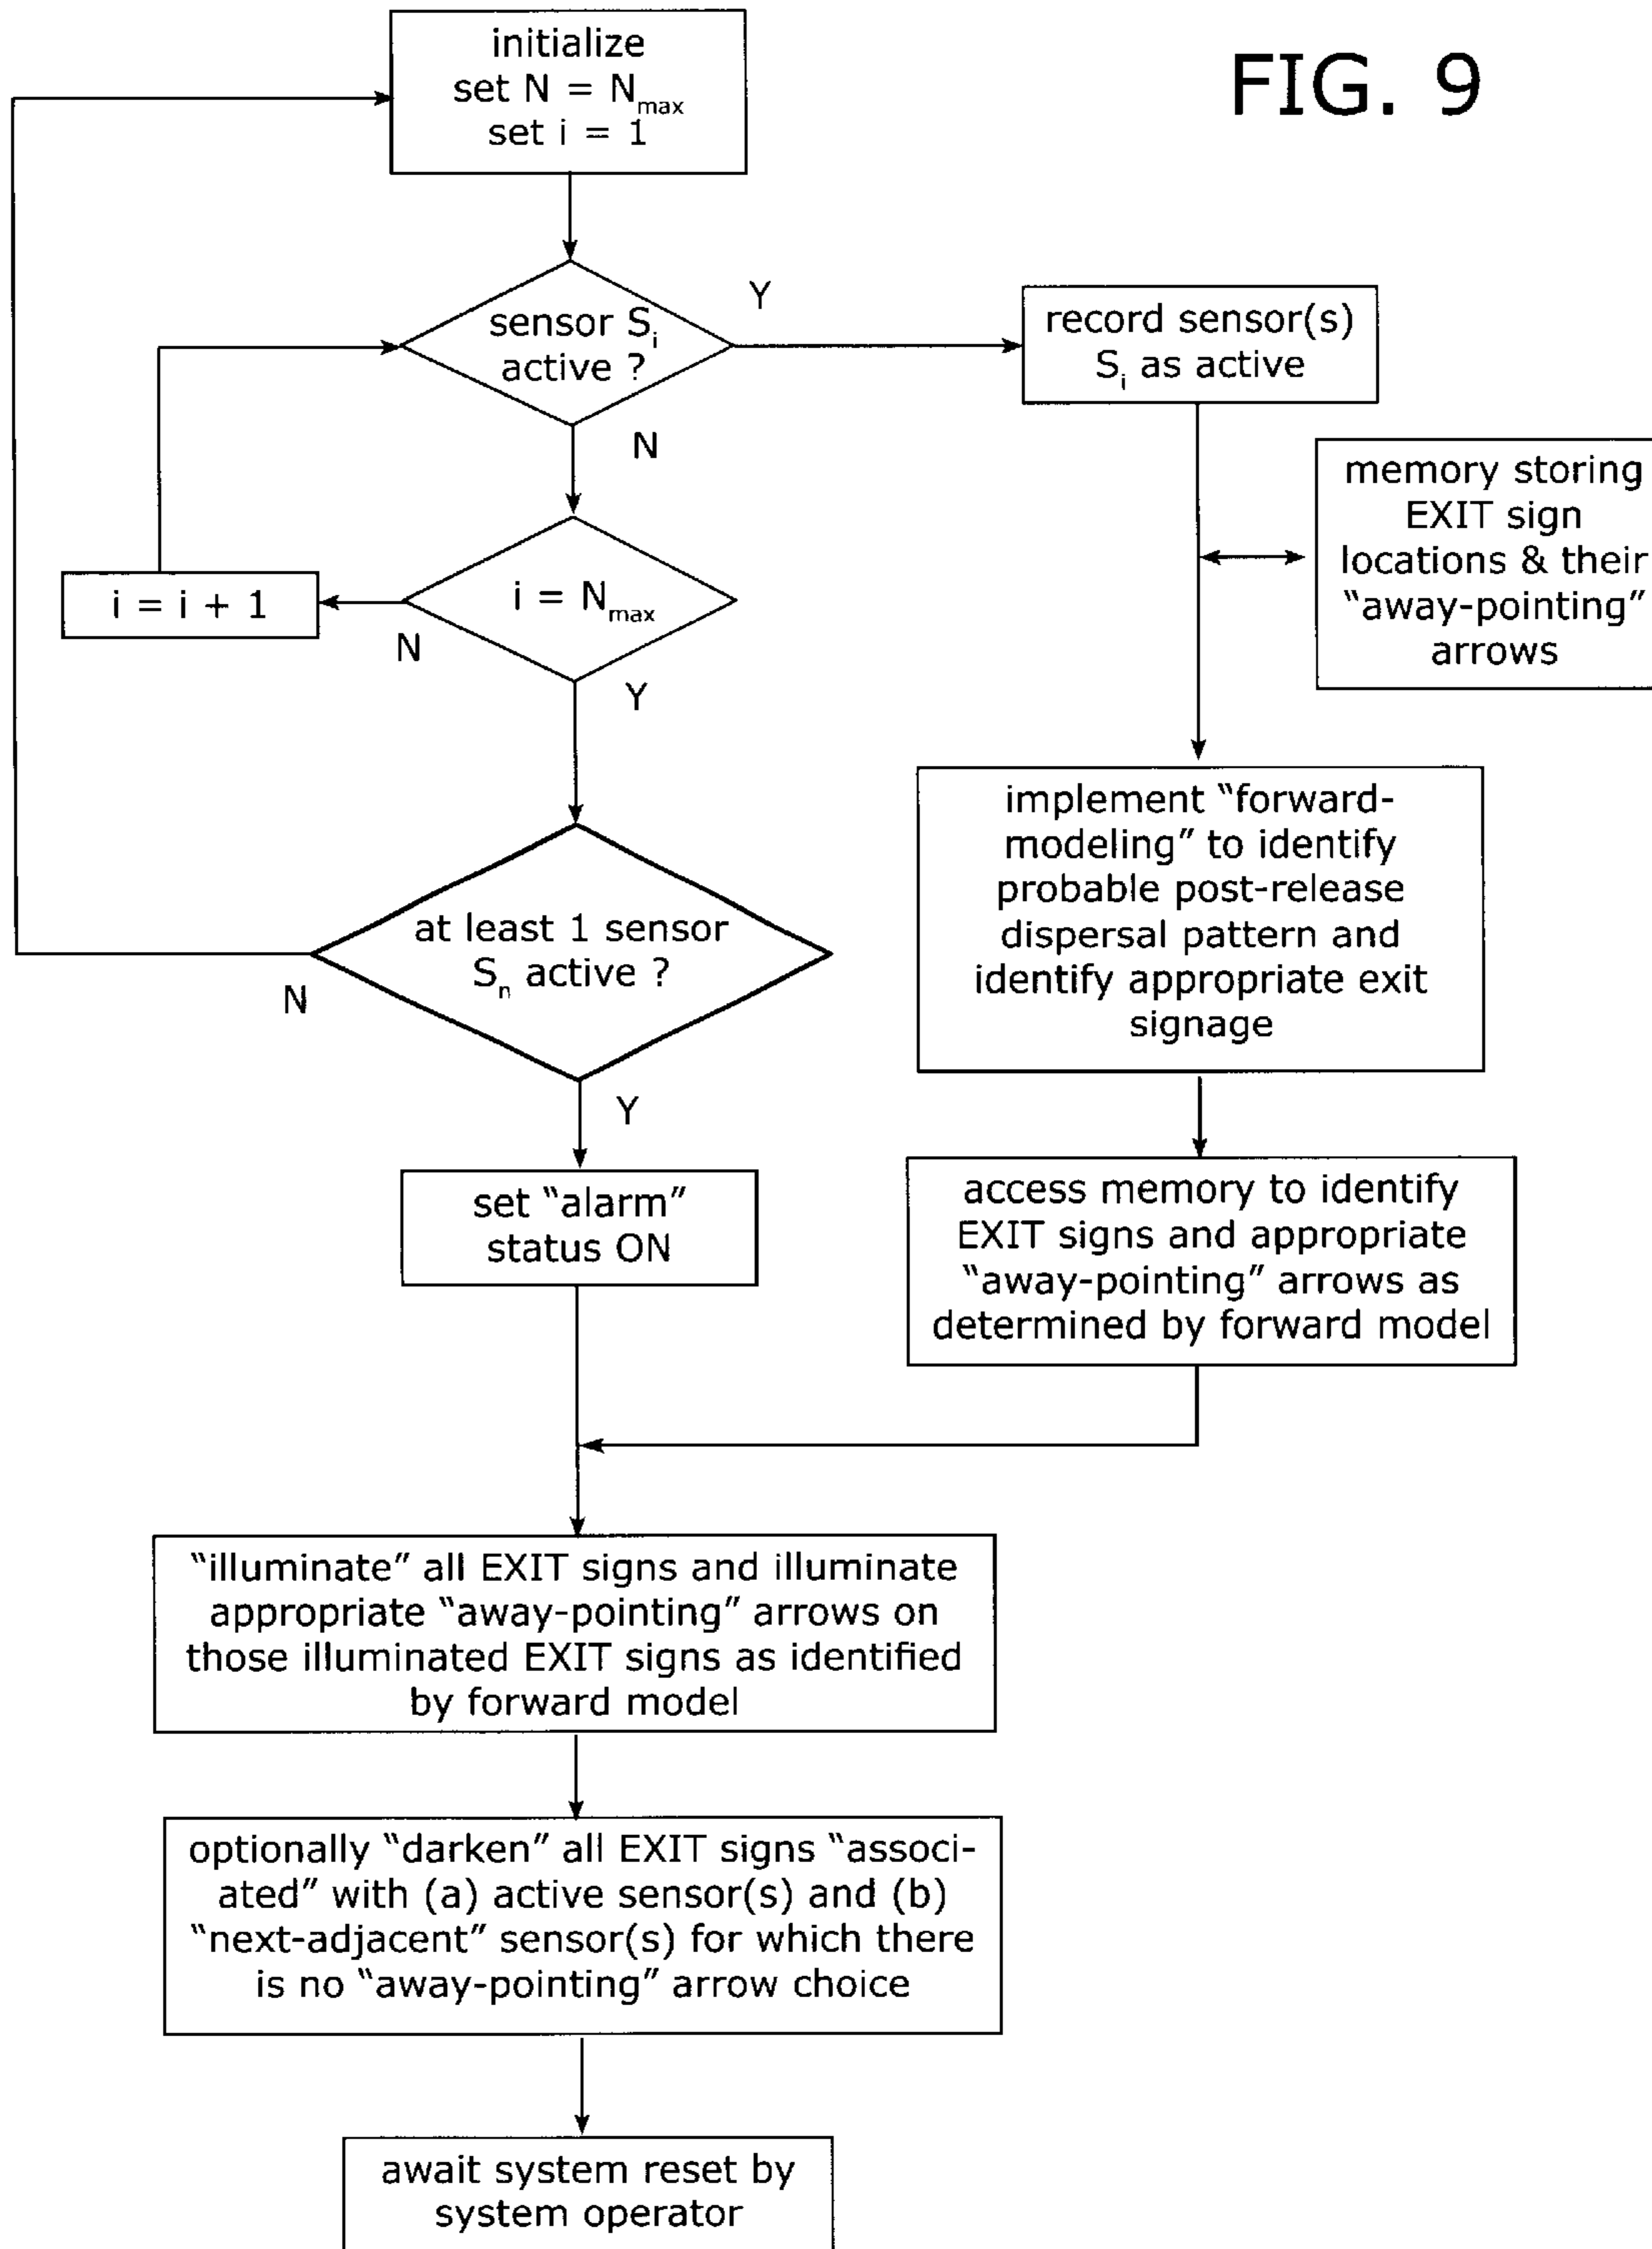 FIG. 9
initialize
set N = Nmax
set i = 1
sensor Si
active ?
Y
N
record sensor(s)
Si as active
memory storing
EXIT sign
locations & their
“away-pointing”
arrows
i = Nmax
N
Y
i = i + 1
implement “forward-
modeling” to identify
probable post-release
dispersal pattern and
identify appropriate exit
signage
at least 1 sensor
Sn active ?
N
Y
set “alarm”
status ON
access memory to identify
EXIT signs and appropriate
“away-pointing” arrows as
determined by forward model
“illuminate” all EXIT signs and illuminate
appropriate “away-pointing” arrows on
those illuminated EXIT signs as identified
by forward model
optionally “darken” all EXIT signs “associ-
ated” with (a) active sensor(s) and (b)
“next-adjacent” sensor(s) for which there
is no “away-pointing” arrow choice
await system reset by
system operator